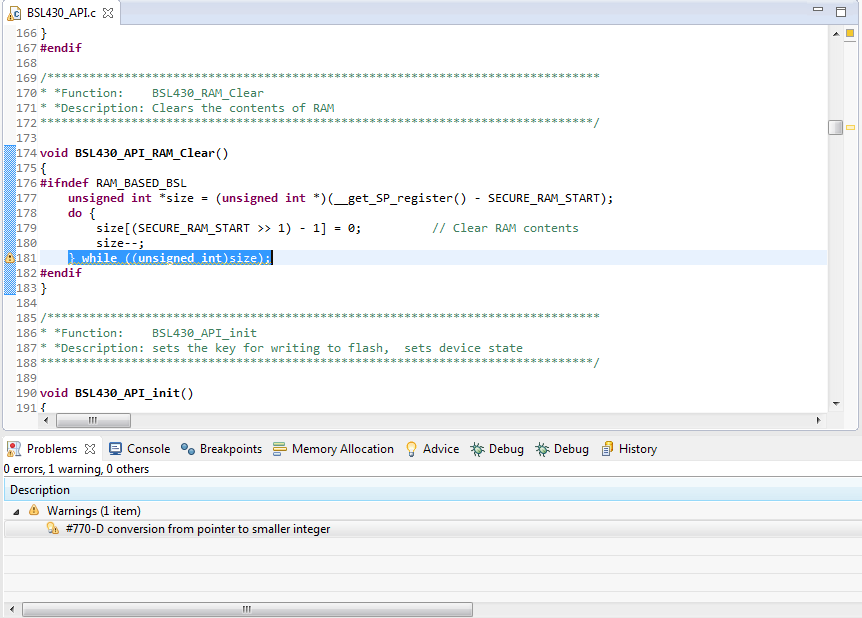 BSL430_API.c
166 }
167 #endif
168
169 /******************************************************************************
170 * *Function:    BSL430_RAM_Clear
171 * *Description: Clears the contents of RAM
172 ******************************************************************************/
173
174 void BSL430_API_RAM_Clear()
175 {
176 #ifndef RAM_BASED_BSL
177     unsigned int *size = (unsigned int *)(__get_SP_register() - SECURE_RAM_START);
178     do {
179         size[(SECURE_RAM_START >> 1) - 1] = 0;          // Clear RAM contents
180         size--;
181     } while ((unsigned int)size);
182 #endif
183 }
184
185 /******************************************************************************
186 * *Function:    BSL430_API_init
187 * *Description: sets the key for writing to flash,  sets device state
188 ******************************************************************************/
189
190 void BSL430_API_init()
191 {
Problems Console Breakpoints Memory Allocation Advice Debug Debug History
0 errors, 1 warning, 0 others
Description
Warnings (1 item)
#770-D conversion from pointer to smaller integer